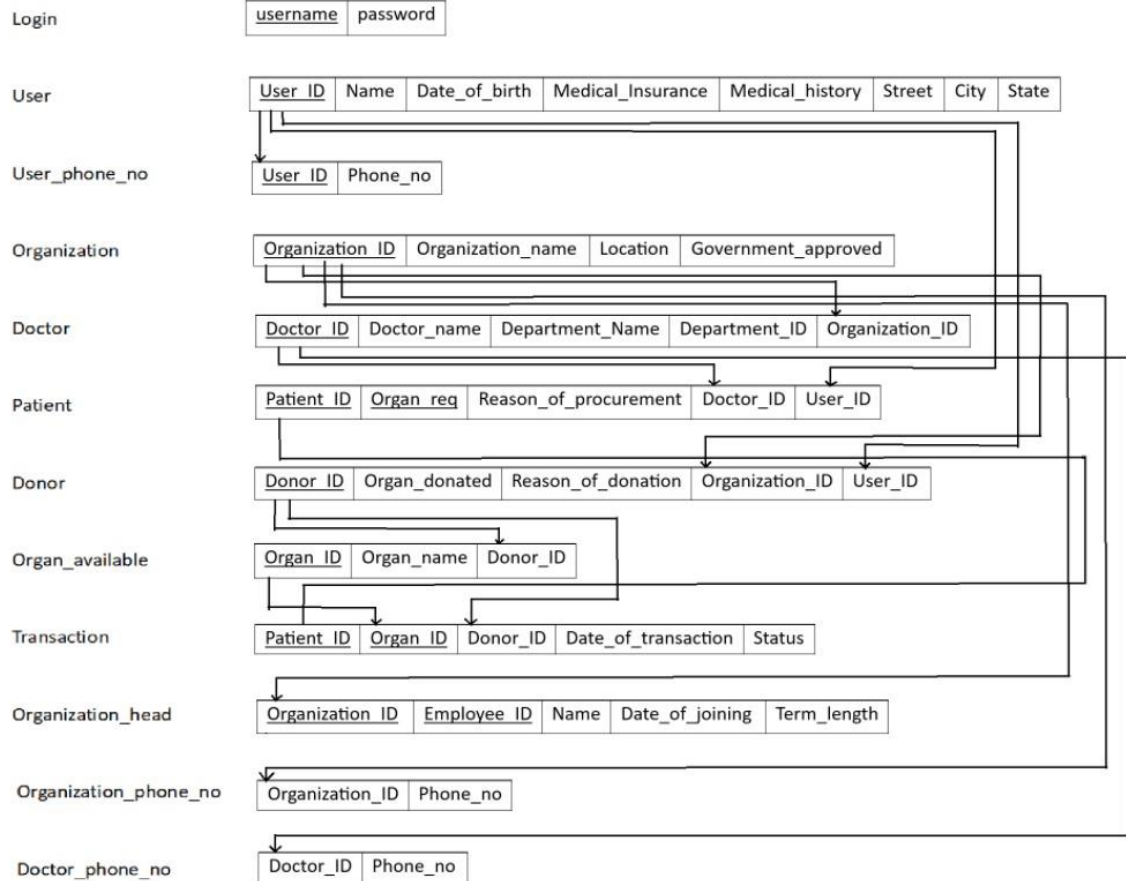 Login username password
User User_ID Name Date_of_birth Medical_Insurance Medical_history Street City State
User_phone_no User_ID Phone_no
Organization Organization_ID Organization_name Location Government_approved
Doctor Doctor_ID Doctor_name Department_Name Department_ID Organization_ID
Patient Patient_ID Organ_req Reason_of_procurement Doctor_ID User_ID
Donor Donor_ID Organ_donated Reason_of_donation Organization_ID User_ID
Organ_available Organ_ID Organ_name Donor_ID
Transaction Patient_ID Organ_ID Donor_ID Date_of_transaction Status
Organization_head Organization_ID Employee_ID Name Date_of_joining Term_length
Organization_phone_no Organization_ID Phone_no
Doctor_phone_no Doctor_ID Phone_no